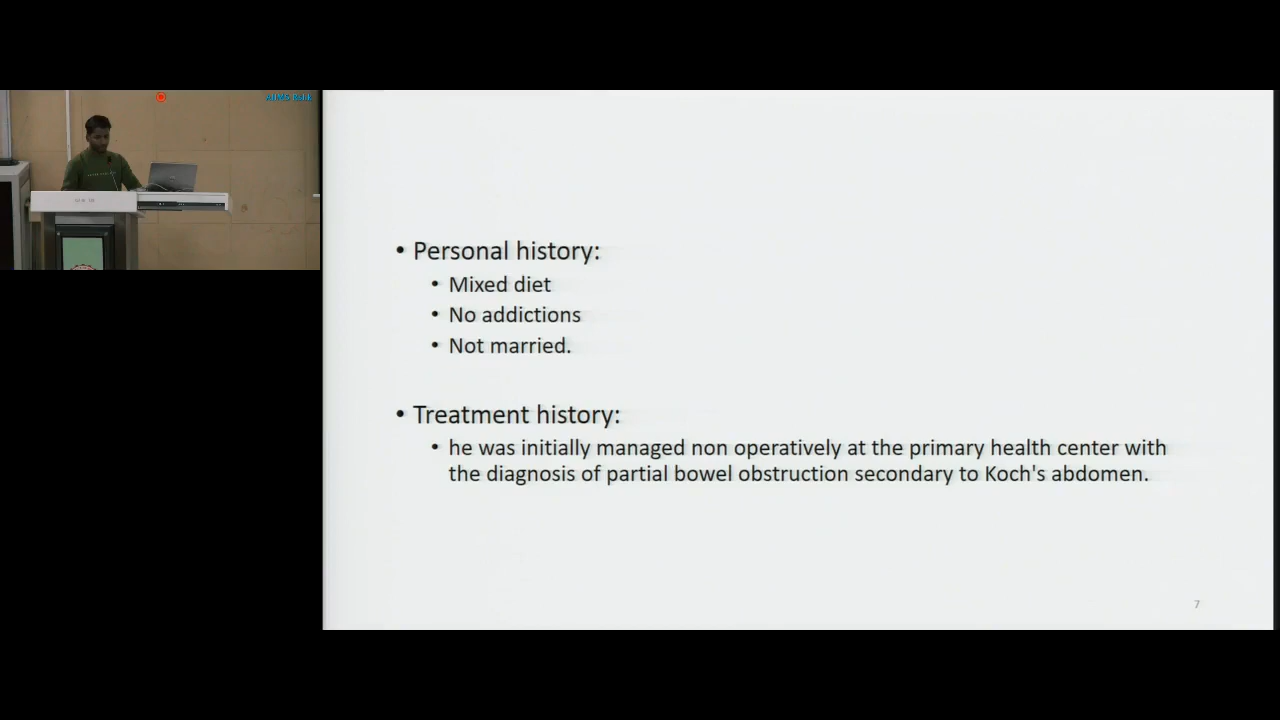 • Personal history:
• Mixed diet
• No addictions
• Not married.
• Treatment history:
• he was initially managed non operatively at the primary health center with
the diagnosis of partial bowel obstruction secondary to Koch's abdomen.
7